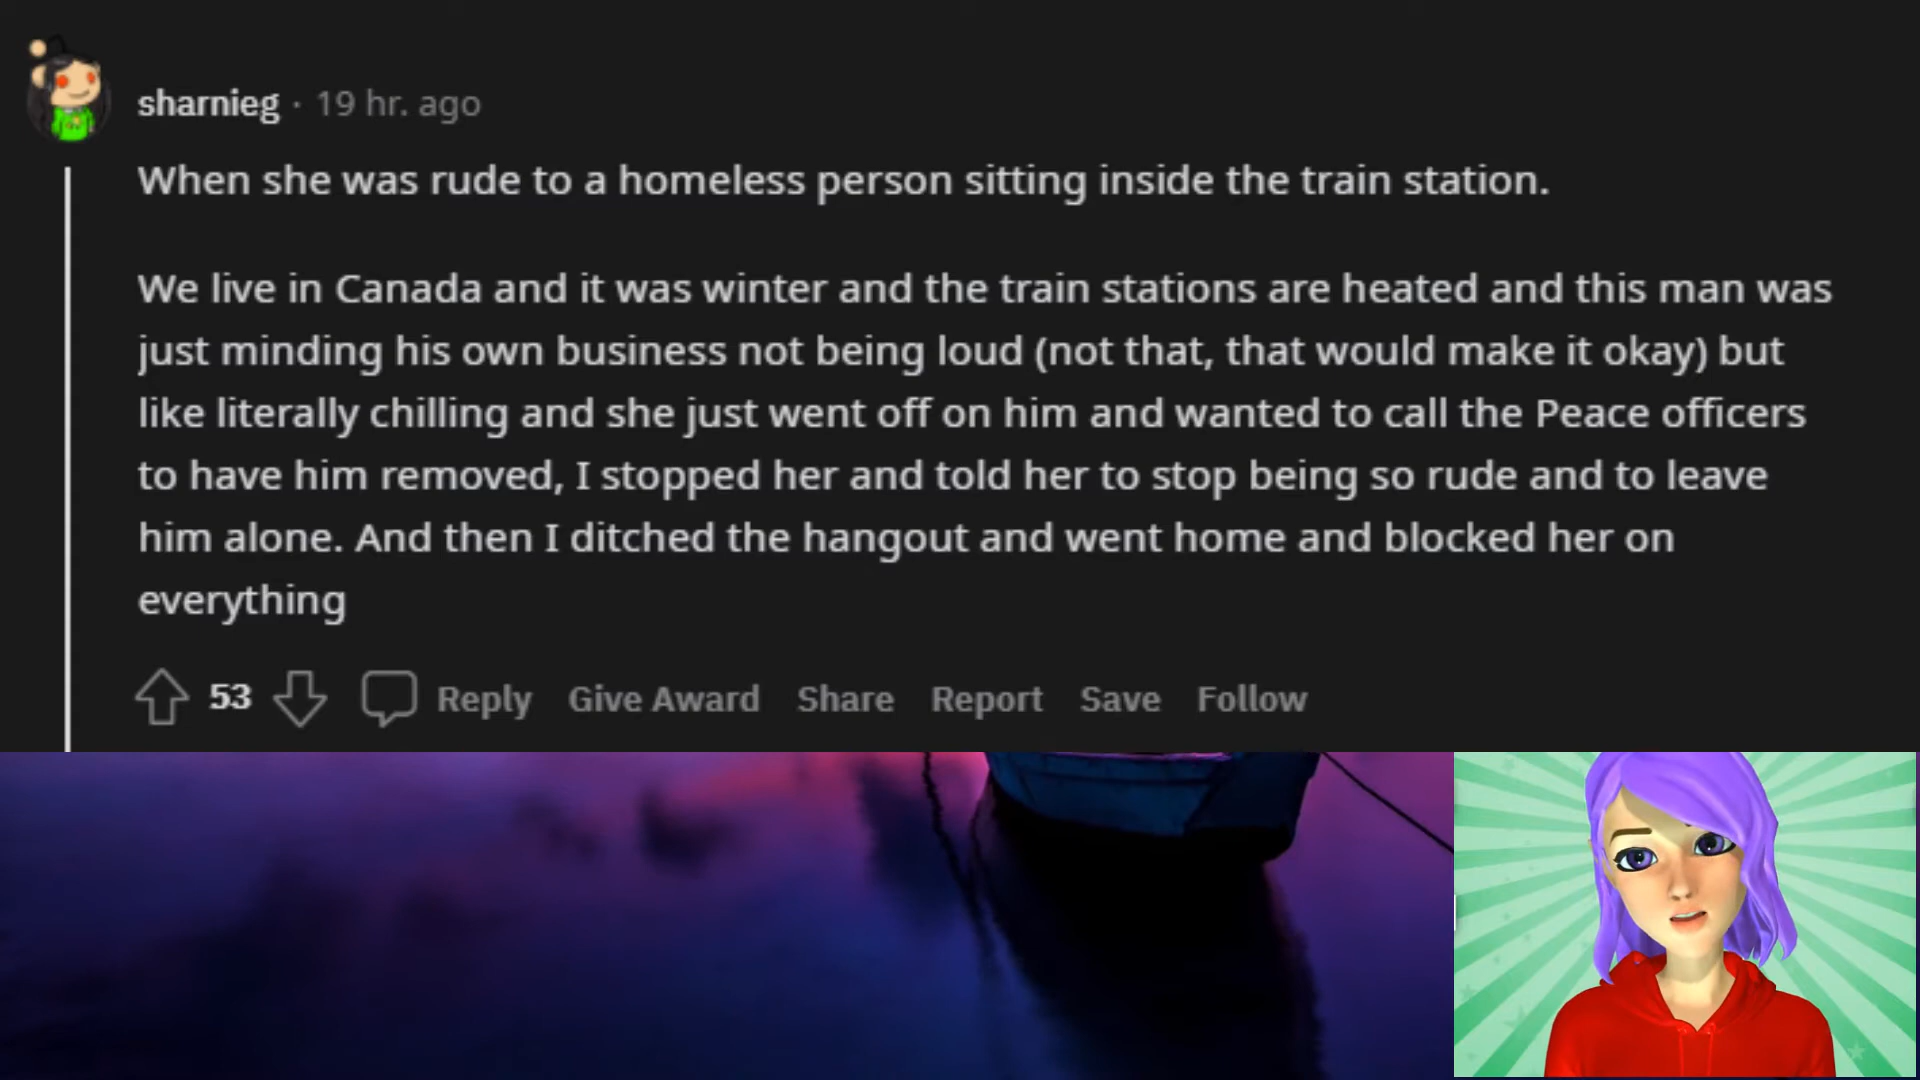 sharnieg · 19 hr. ago
When she was rude to a homeless person sitting inside the train station.
We live in Canada and it was winter and the train stations are heated and this man was
just minding his own business not being loud (not that, that would make it okay) but
like literally chilling and she just went off on him and wanted to call the Peace officers
to have him removed, I stopped her and told her to stop being so rude and to leave
him alone. And then I ditched the hangout and went home and blocked her on
everything
53 Reply Give Award Share Report Save Follow